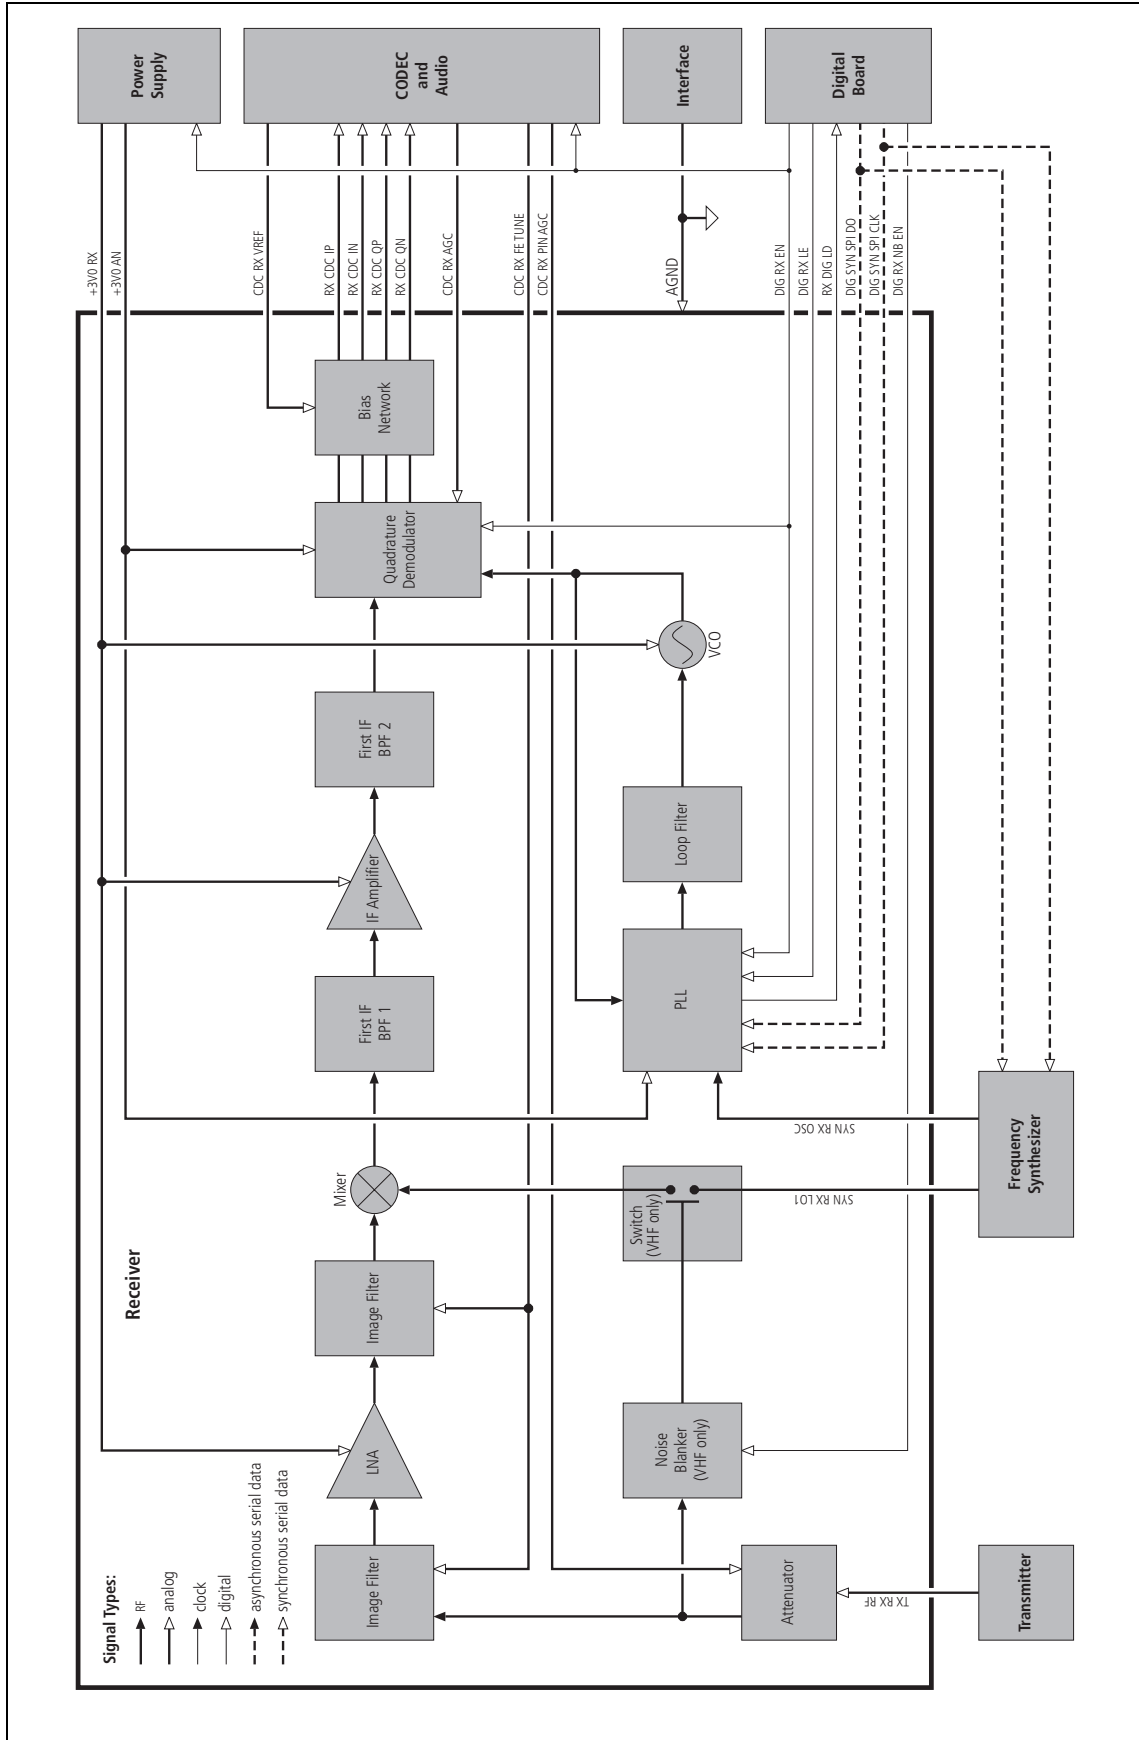 Receiver
Signal Types:
RF
analog
clock
digital
asynchronous serial data
synchronous serial data
Image Filter
LNA
Image Filter
Mixer
First IF
BPF 1
IF Amplifier
First IF
BPF 2
Quadrature
Demodulator
Bias
Network
Attenuator
Noise
Blanker
(VHF only)
Switch
(VHF only)
PLL
Loop Filter
VCO
+3V0 RX
+3V0 AN
CDC RX VREF
RX CDC IP
RX CDC IN
RX CDC QP
RX CDC QN
CDC RX AGC
CDC RX FE TUNE
CDC RX PIN AGC
AGND
DIG RX EN
DIG RX LE
RX DIG LD
DIG SYN SPI DO
DIG SYN SPI CLK
DIG RX NB EN
Power
Supply
CODEC
and
Audio
Interface
Digital
Board
TX RX RF
SYN RX LO1
SYN RX OSC
Transmitter
Frequency
Synthesizer